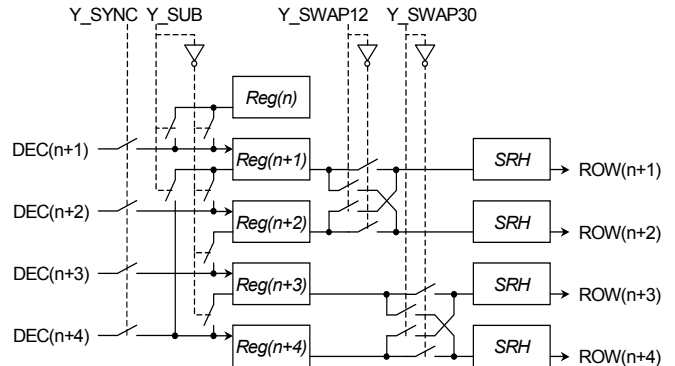 Y_SYNC Y_SUB Y_SWAP12 Y_SWAP30
Reg(n)
DEC(n+1) Reg(n+1) SRH ROW(n+1)
DEC(n+2) Reg(n+2) SRH ROW(n+2)
DEC(n+3) Reg(n+3) SRH ROW(n+3)
DEC(n+4) Reg(n+4) SRH ROW(n+4)